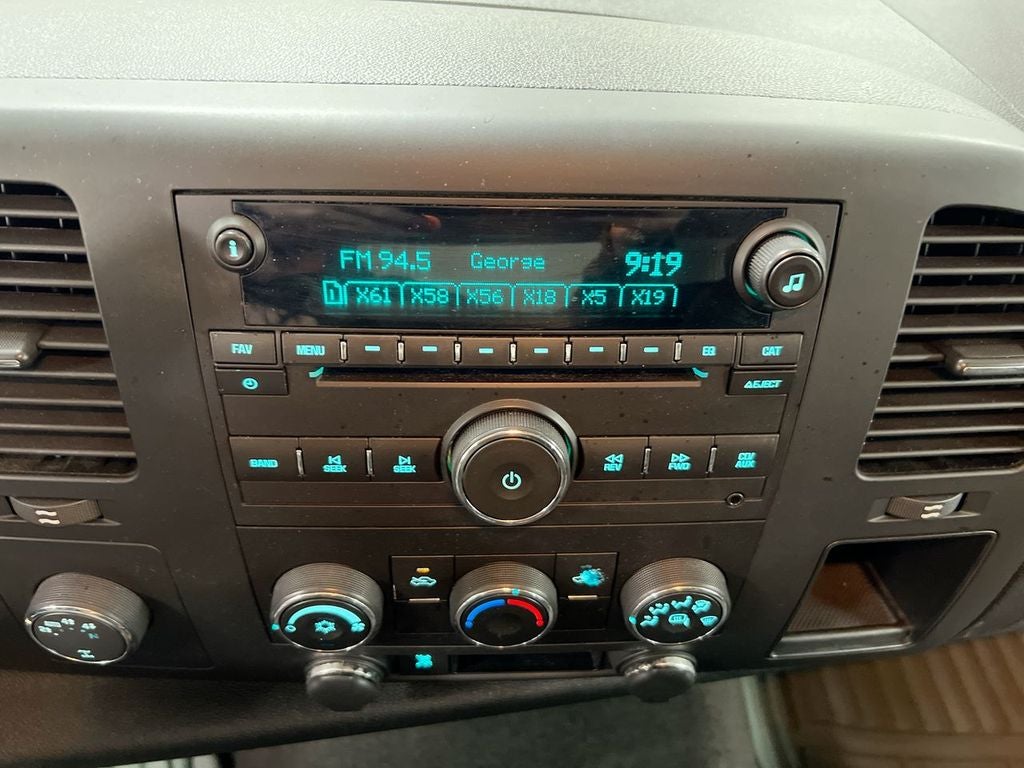 i
FM 94.5 George 9:19
1 X61 X58 X56 X18 X5 X19
FAV MENU EQ CAT
EJECT
BAND SEEK SEEK REV FWD CD/
AUX